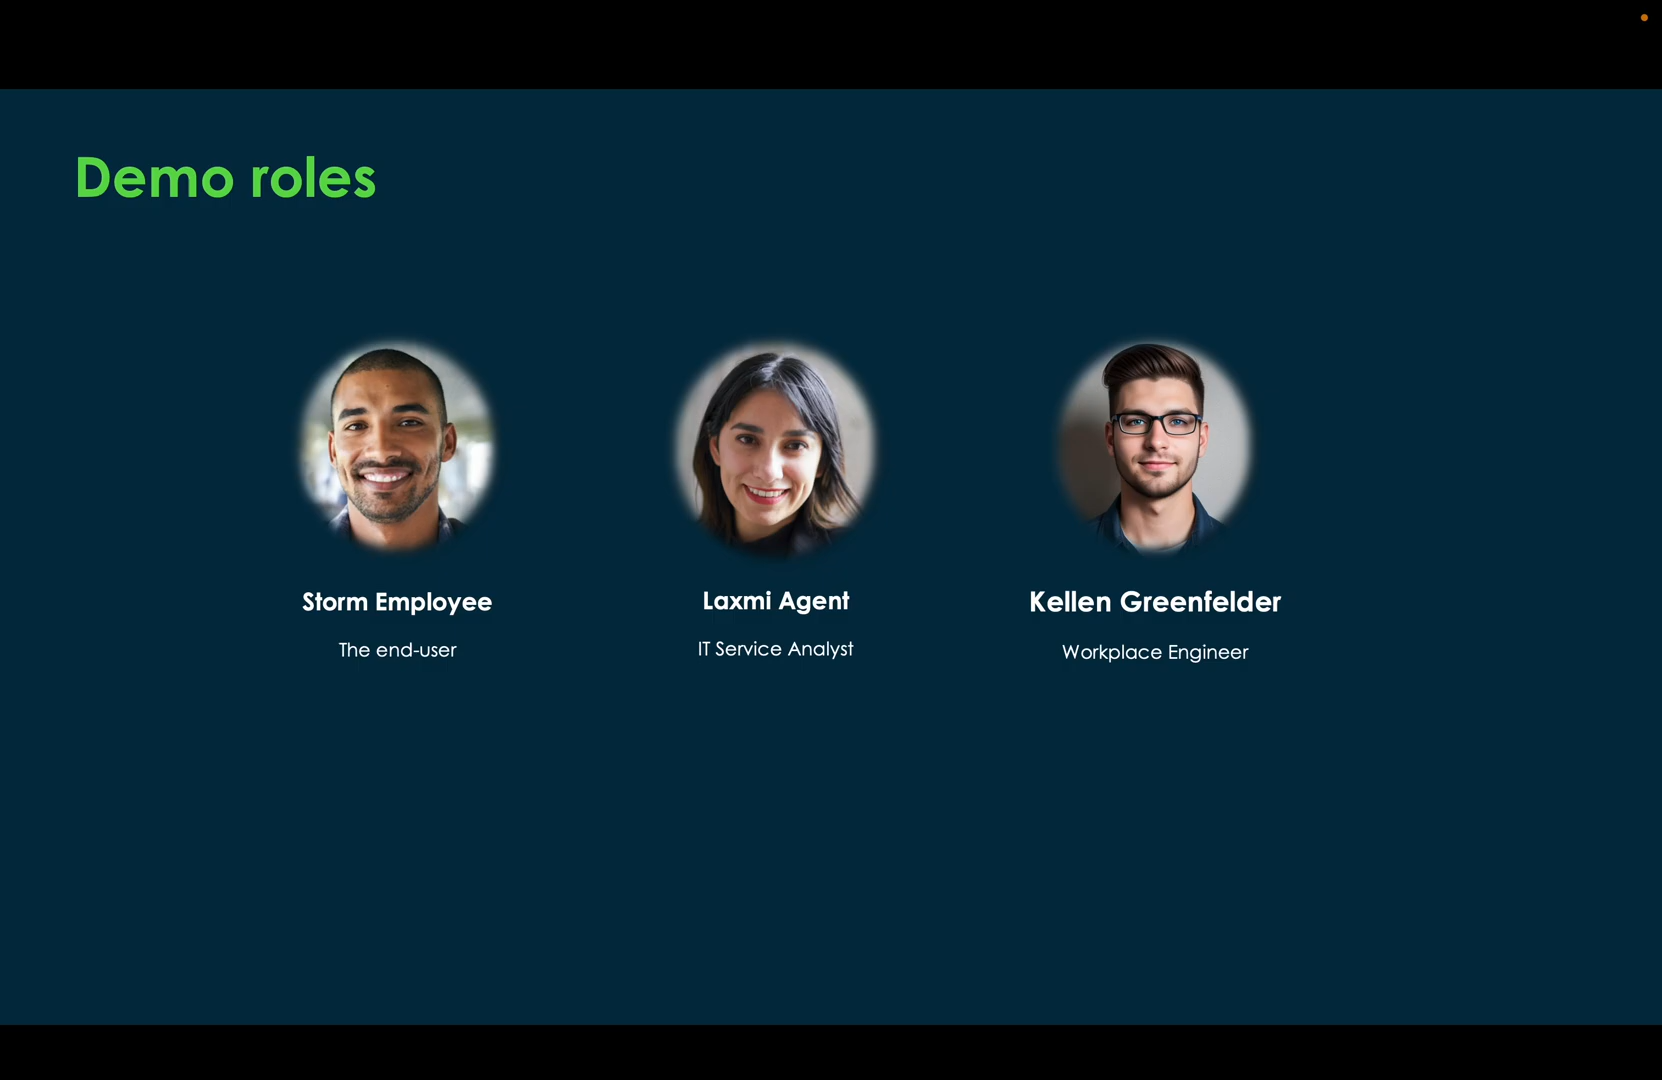 Demo roles
Storm Employee
The end-user
Laxmi Agent
IT Service Analyst
Kellen Greenfelder
Workplace Engineer